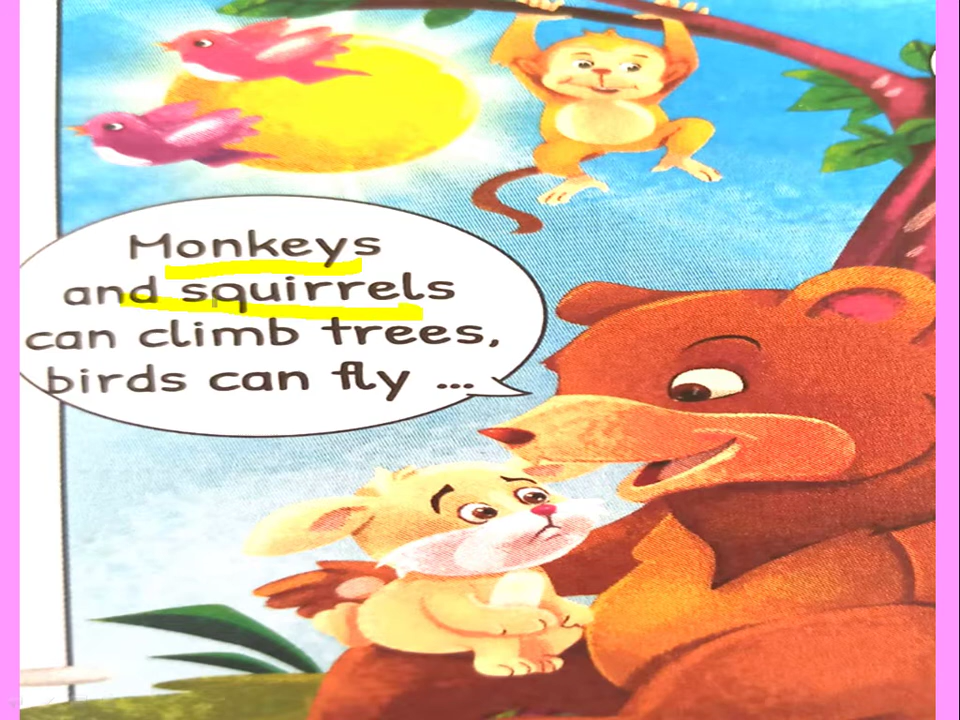 Monkeys
and squirrels
can climb trees,
birds can fly ...